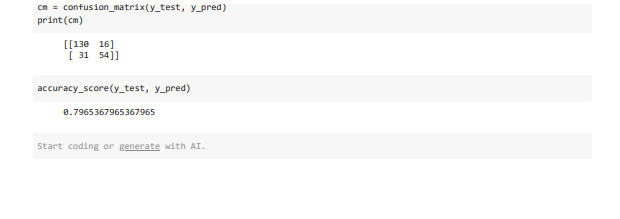 cm = confusion_matrix(y_test, y_pred)
print(cm)
[[130 16]
[ 31 54]]
accuracy_score(y_test, y_pred)
0.7965367965367965
Start coding or generate with AI.